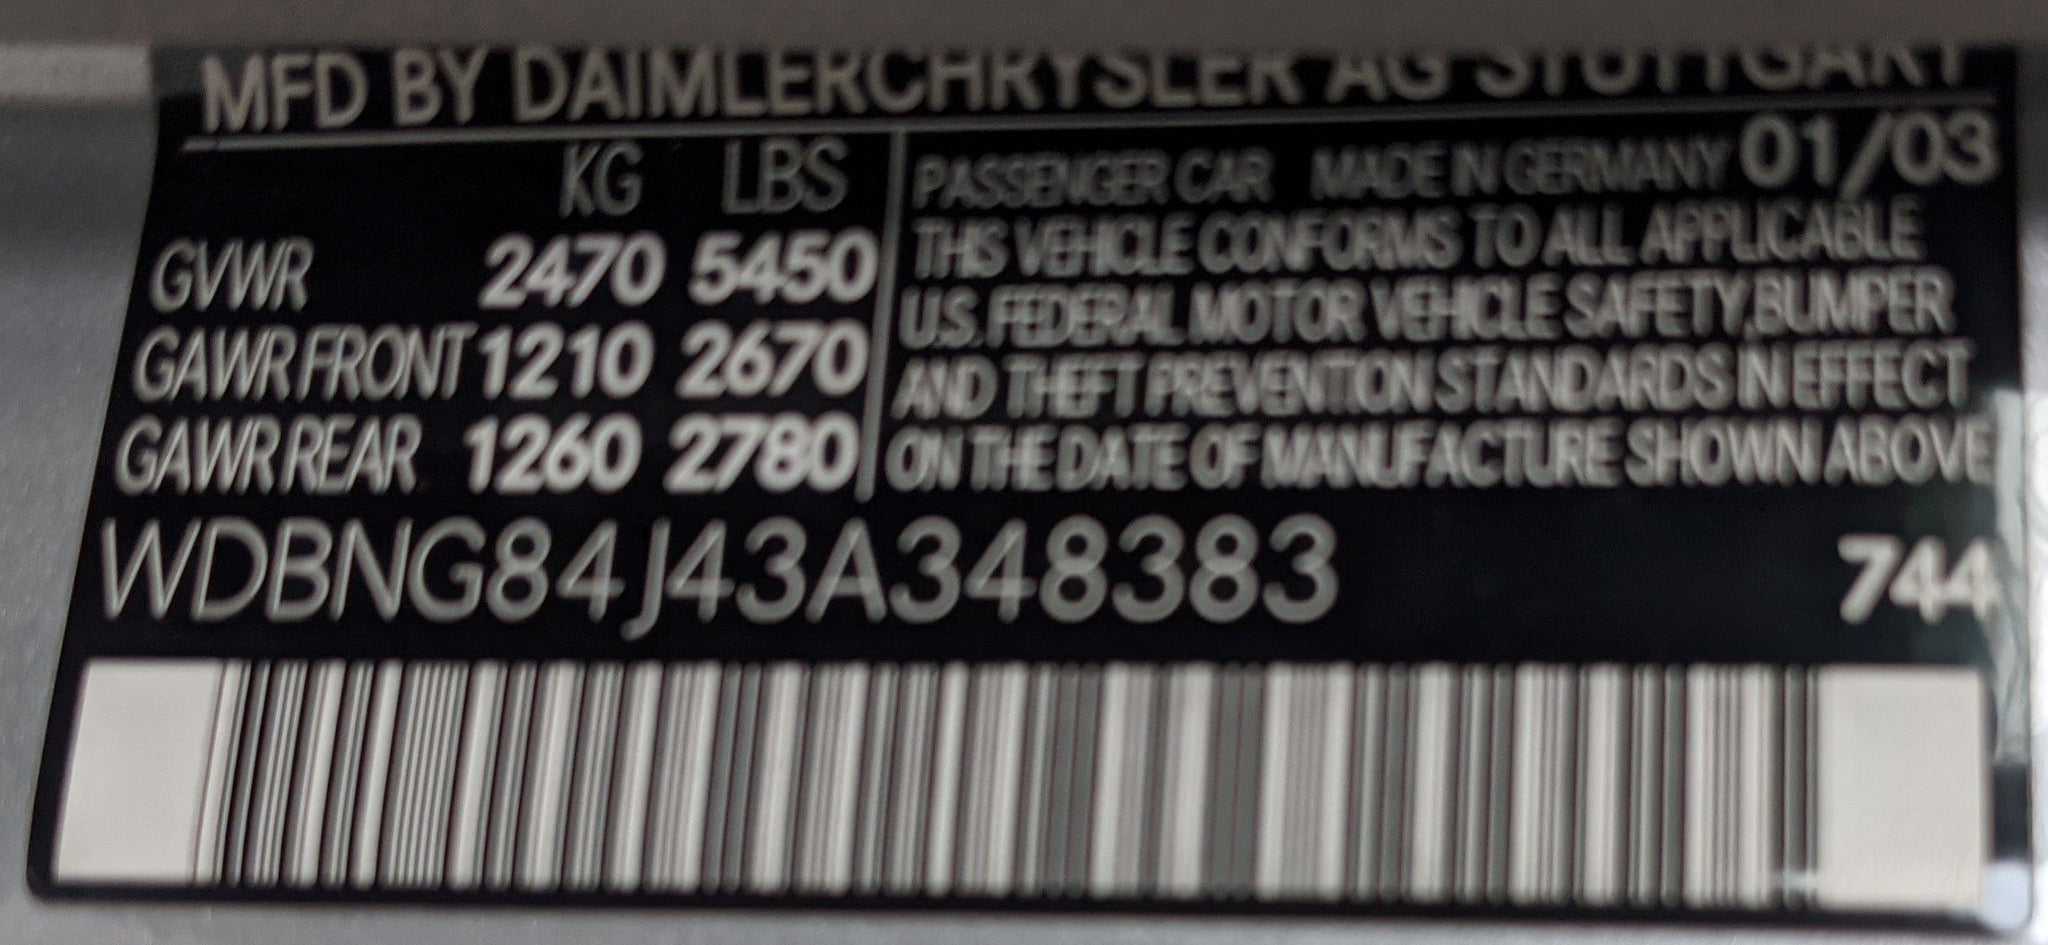 MFD BY DAIMLERCHRYSLER AG STUTTGART
KG LBS
GVWR 2470 5450
GAWR FRONT 1210 2670
GAWR REAR 1260 2780
PASSENGER CAR MADE IN GERMANY 01/03
THIS VEHICLE CONFORMS TO ALL APPLICABLE
U.S. FEDERAL MOTOR VEHICLE SAFETY, BUMPER
AND THEFT PREVENTION STANDARDS IN EFFECT
ON THE DATE OF MANUFACTURE SHOWN ABOVE
WDBNG84J43A348383 744